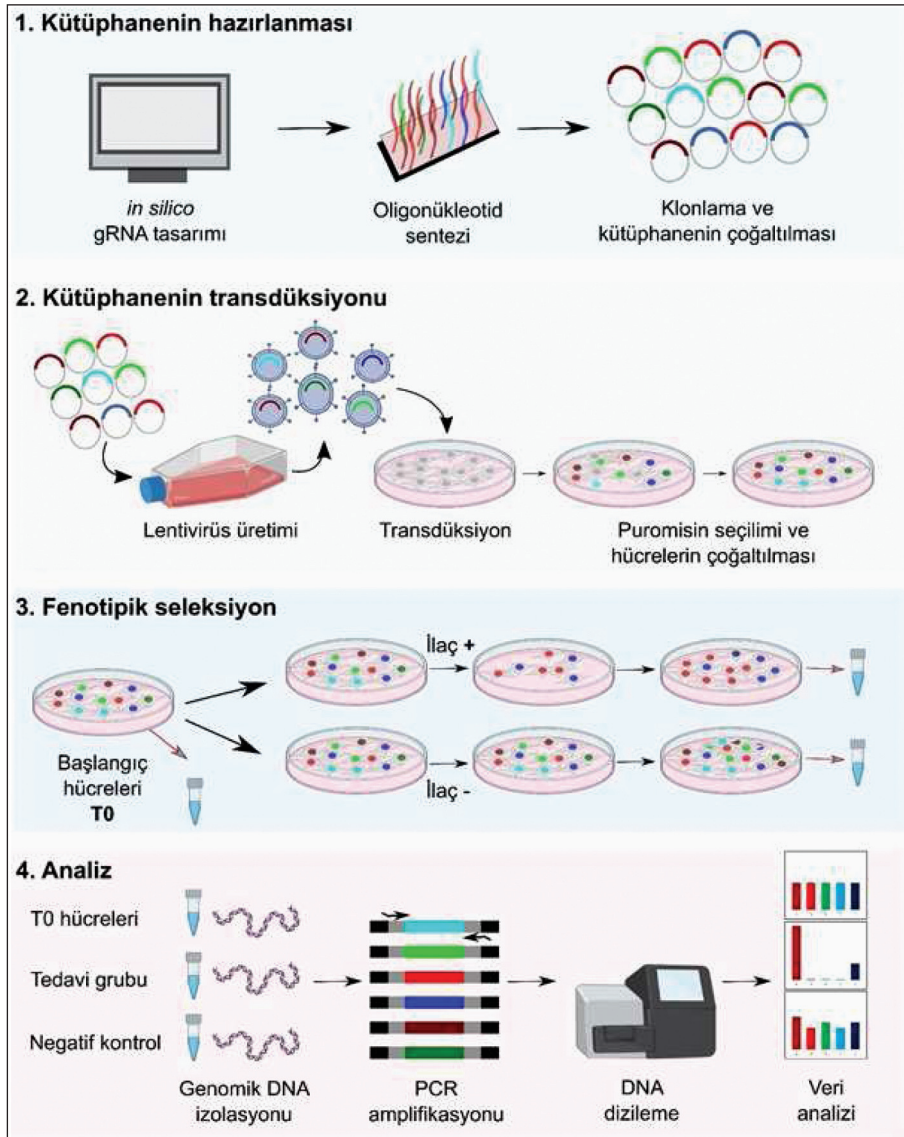 1. Kütüphanenin hazırlanması
in silico
gRNA tasarımı
Oligonükleotid
sentezi
Klonlama ve
kütüphanenin çoğaltılması
2. Kütüphanenin transdüksiyonu
Lentivirüs üretimi
Transdüksiyon
Puromisin seçilimi ve
hücrelerin çoğaltılması
3. Fenotipik seleksiyon
Başlangıç
hücreleri
T0
İlaç +
İlaç -
4. Analiz
T0 hücreleri
Tedavi grubu
Negatif kontrol
Genomik DNA
izolasyonu
PCR
amplifikasyonu
DNA
dizileme
Veri
analizi